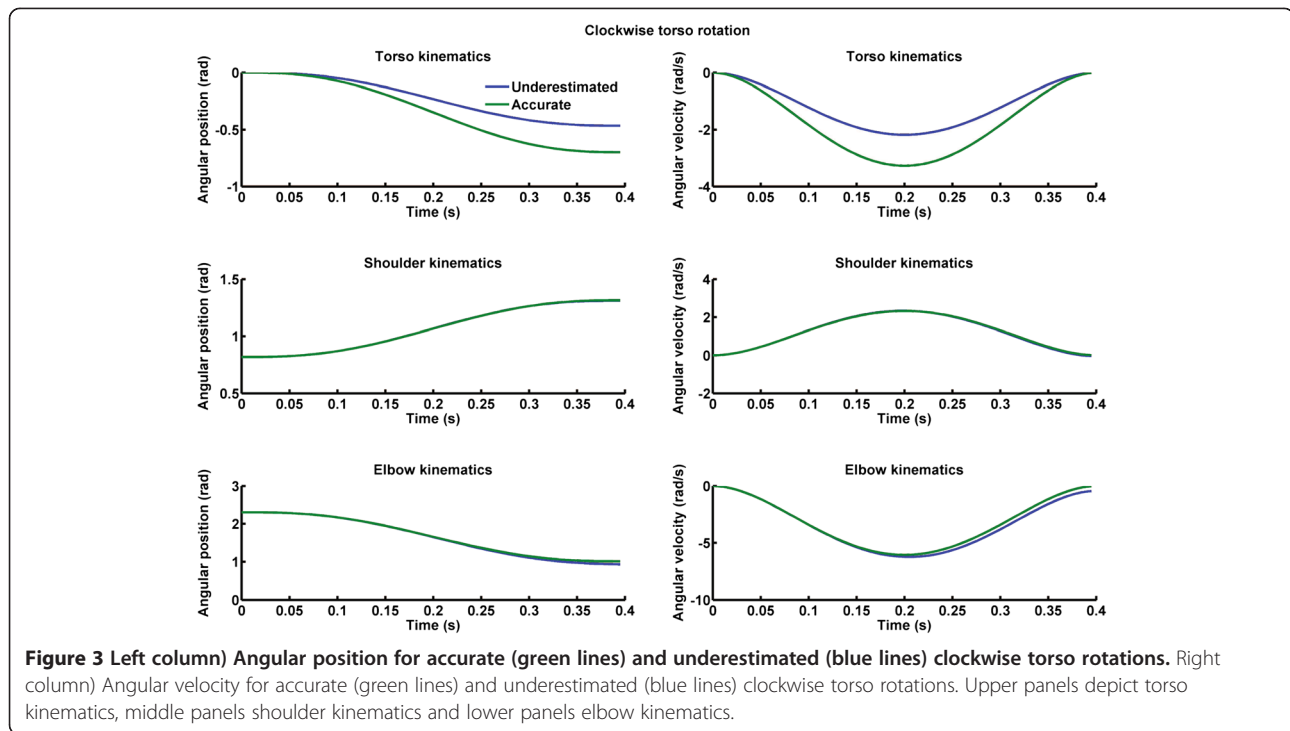 Clockwise torso rotation
Torso kinematics
Angular position (rad)
0
-0.5
-1
Underestimated
Accurate
0 0.05 0.1 0.15 0.2 0.25 0.3 0.35 0.4
Time (s)
Torso kinematics
Angular velocity (rad/s)
0
-2
-4
0 0.05 0.1 0.15 0.2 0.25 0.3 0.35 0.4
Time (s)
Shoulder kinematics
Angular position (rad)
1.5
1
0.5
0 0.05 0.1 0.15 0.2 0.25 0.3 0.35 0.4
Time (s)
Shoulder kinematics
Angular velocity (rad/s)
4
2
0
-2
0 0.05 0.1 0.15 0.2 0.25 0.3 0.35 0.4
Time (s)
Elbow kinematics
Angular position (rad)
3
2
1
0
0 0.05 0.1 0.15 0.2 0.25 0.3 0.35 0.4
Time (s)
Elbow kinematics
Angular velocity (rad/s)
0
-5
-10
0 0.05 0.1 0.15 0.2 0.25 0.3 0.35 0.4
Time (s)
Figure 3 Left column) Angular position for accurate (green lines) and underestimated (blue lines) clockwise torso rotations. Right
column) Angular velocity for accurate (green lines) and underestimated (blue lines) clockwise torso rotations. Upper panels depict torso
kinematics, middle panels shoulder kinematics and lower panels elbow kinematics.